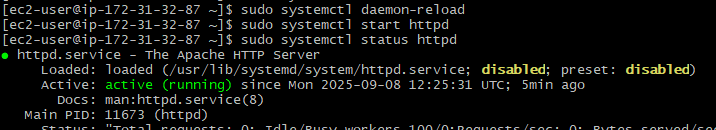 [ec2-user@ip-172-31-32-87 ~]$ sudo systemctl daemon-reload
[ec2-user@ip-172-31-32-87 ~]$ sudo systemctl start httpd
[ec2-user@ip-172-31-32-87 ~]$ sudo systemctl status httpd
● httpd.service - The Apache HTTP Server
Loaded: loaded (/usr/lib/systemd/system/httpd.service; disabled; preset: disabled)
Active: active (running) since Mon 2025-09-08 12:25:31 UTC; 5min ago
Docs: man:httpd.service(8)
Main PID: 11673 (httpd)
Status: "Total requests: 0; Idle/Busy workers 100/0;Requests/sec: 0; Bytes served/sec